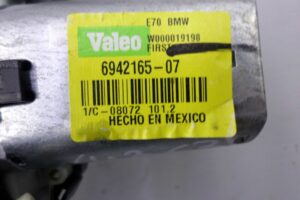 E70 BMW
Valeo
W000019198
FIRST
6942165-07
1/C-08072 101.2
HECHO EN MEXICO